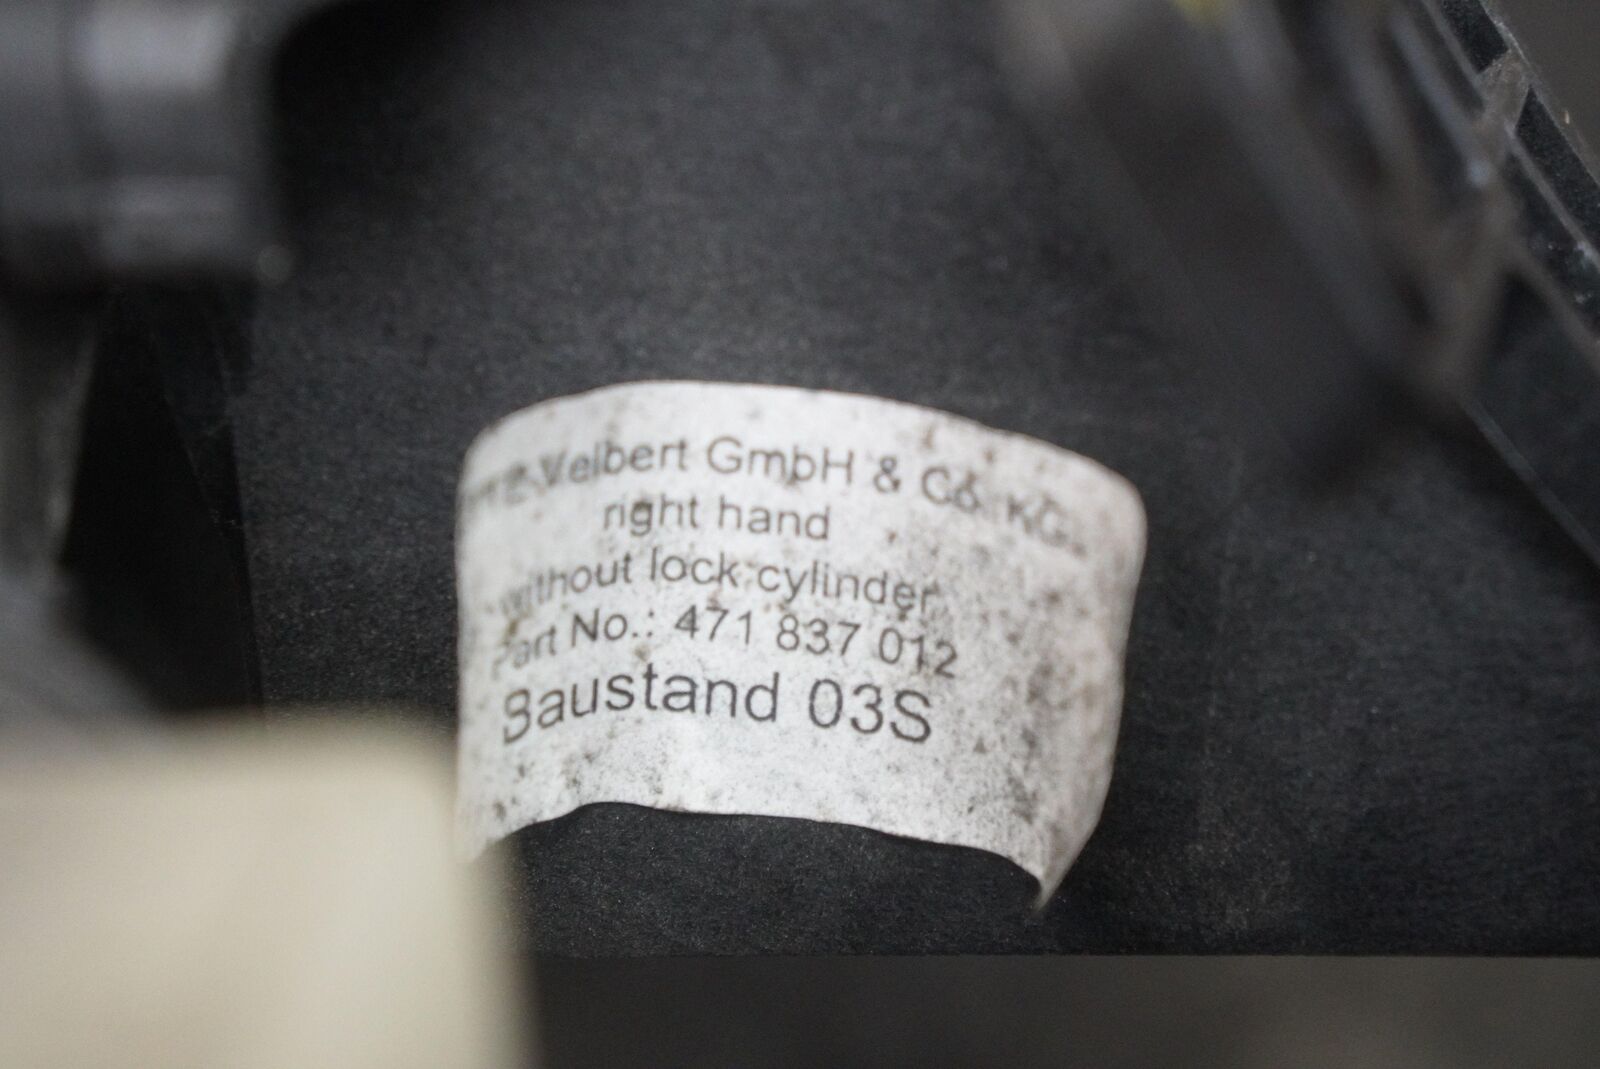 Velbert GmbH & Co. KG.
right hand
without lock cylinder
Part No.: 471 837 012
Baustand 03S